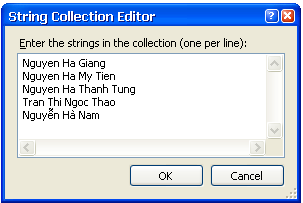 String Collection Editor
Enter the strings in the collection (one per line):
Nguyen Ha Giang
Nguyen Ha My Tien
Nguyen Ha Thanh Tung
Tran Thi Ngoc Thao
Nguyễn Hà Nam
OK Cancel